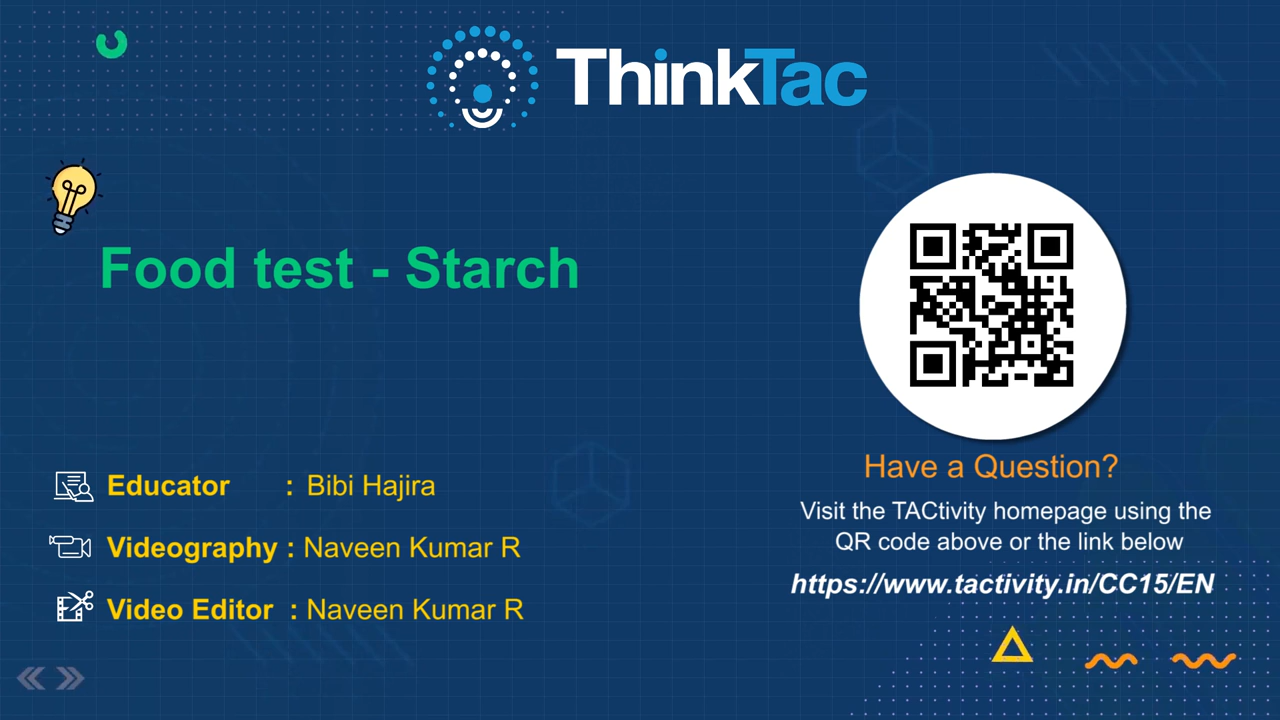 ThinkTac
Food test - Starch
Educator : Bibi Hajira
Videography : Naveen Kumar R
Video Editor : Naveen Kumar R
Have a Question?
Visit the TACtivity homepage using the
QR code above or the link below
https://www.tactivity.in/CC15/EN